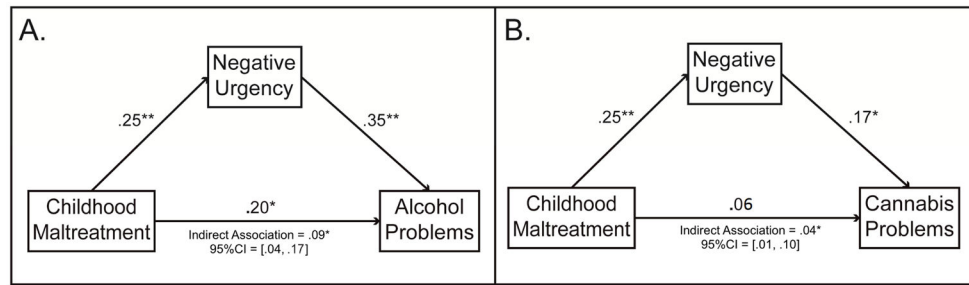 A.
Negative
Urgency
.25**
.35**
Childhood
Maltreatment
.20*
Indirect Association = .09*
95%CI = [.04, .17]
Alcohol
Problems
B.
Negative
Urgency
.25**
.17*
Childhood
Maltreatment
.06
Indirect Association = .04*
95%CI = [.01, .10]
Cannabis
Problems